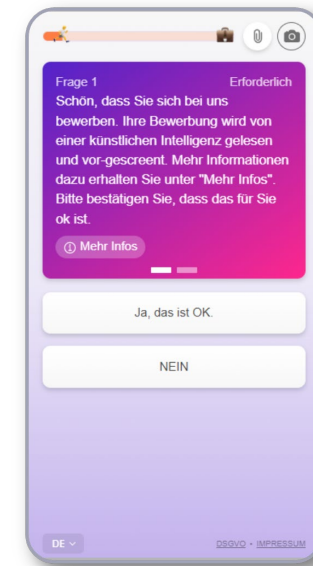 Frage 1 Erforderlich
Schön, dass Sie sich bei uns
bewerben. Ihre Bewerbung wird von
einer künstlichen Intelligenz gelesen
und vor-gescreent. Mehr Informationen
dazu erhalten Sie unter "Mehr Infos".
Bitte bestätigen Sie, dass das für Sie
ok ist.
Mehr Infos
Ja, das ist OK.
NEIN
DE
DSGVO - IMPRESSUM